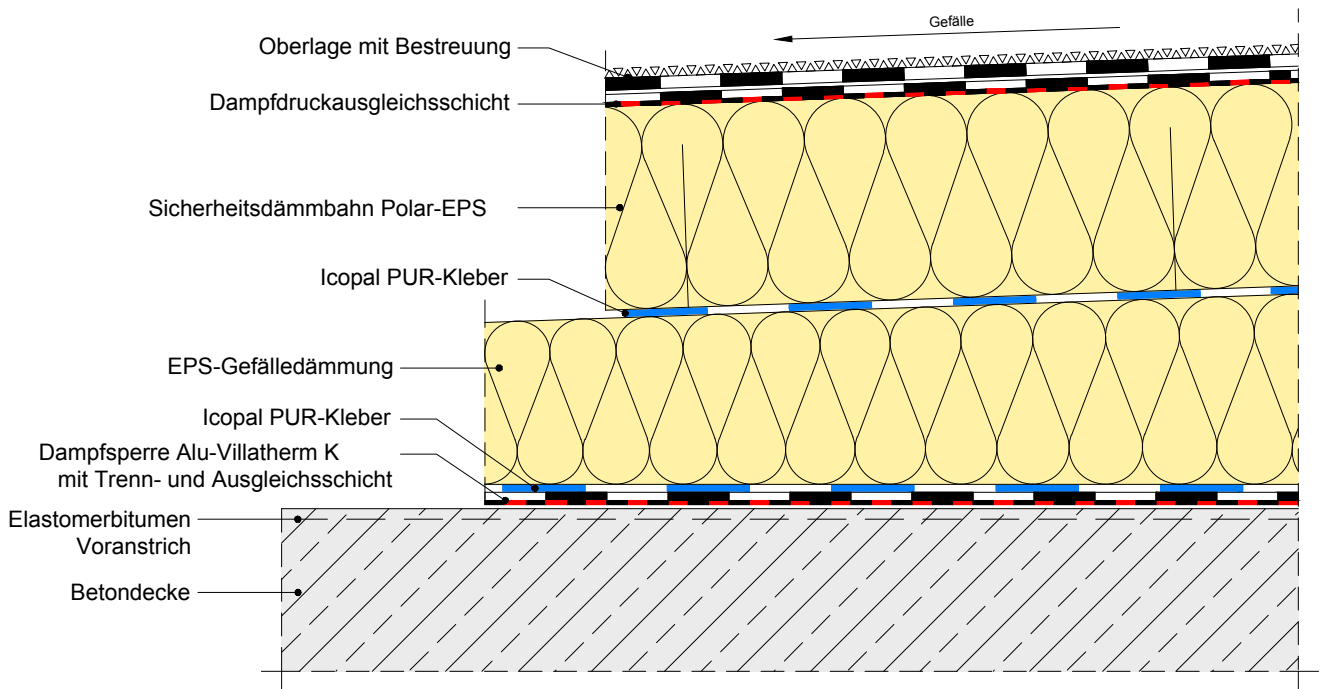 Gefälle
Oberlage mit Bestreuung
Dampfdruckausgleichsschicht
Sicherheitsdämmbahn Polar-EPS
Icopal PUR-Kleber
EPS-Gefälledämmung
Icopal PUR-Kleber
Dampfsperre Alu-Villatherm K
mit Trenn- und Ausgleichsschicht
Elastomerbitumen
Voranstrich
Betondecke